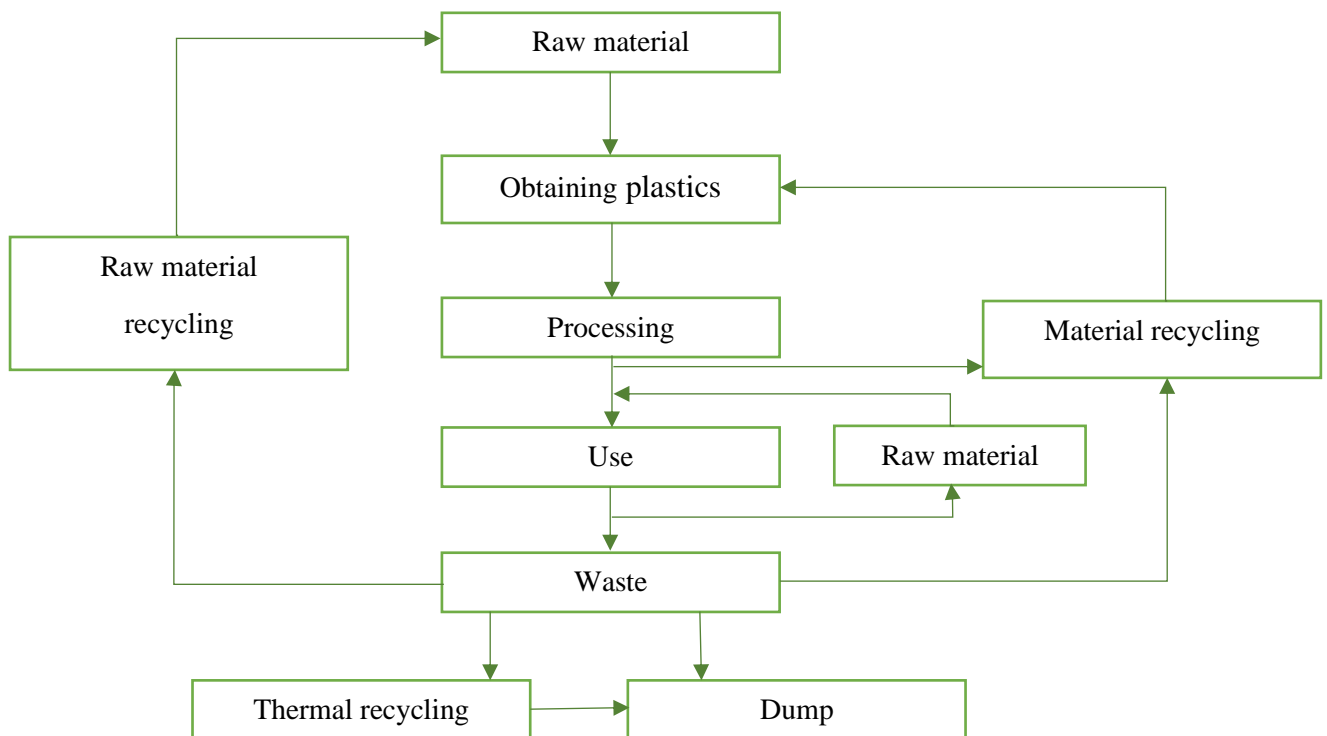 Raw material
Obtaining plastics
Raw material
recycling
Processing
Material recycling
Use
Raw material
Waste
Thermal recycling
Dump